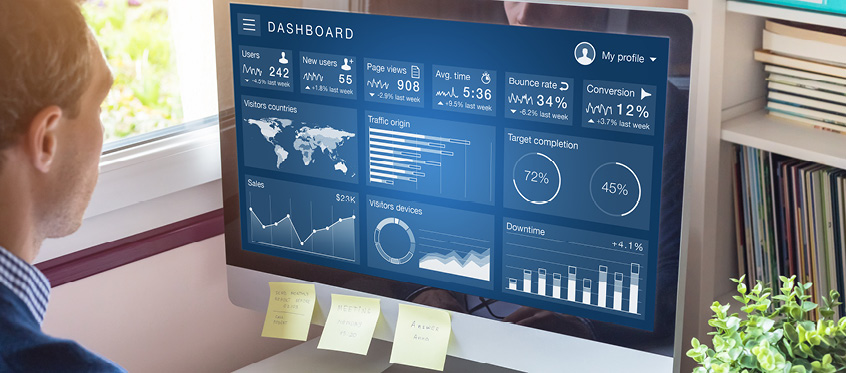 DASHBOARD
My profile
Users
242
-4.5% last week
New users
55
+1.8% last week
Page views
908
-2.9% last week
Avg. time
5:36
+9.5% last week
Bounce rate
34%
-6.2% last week
Conversion
12%
+3.7% last week
Visitors countries
Traffic origin
Target completion
72%
45%
Sales
$23K
Visitors devices
Downtime
+4.1%
MEETING
ANSWER